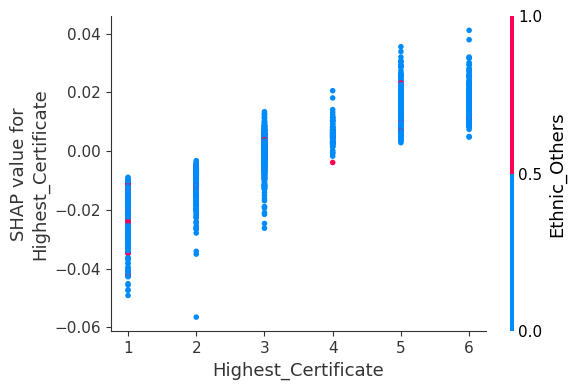 0.04
0.02
0.00
−0.02
−0.04
−0.06
SHAP value for
Highest_Certificate
1 2 3 4 5 6
Highest_Certificate
1.0
0.5
0.0
Ethnic_Others